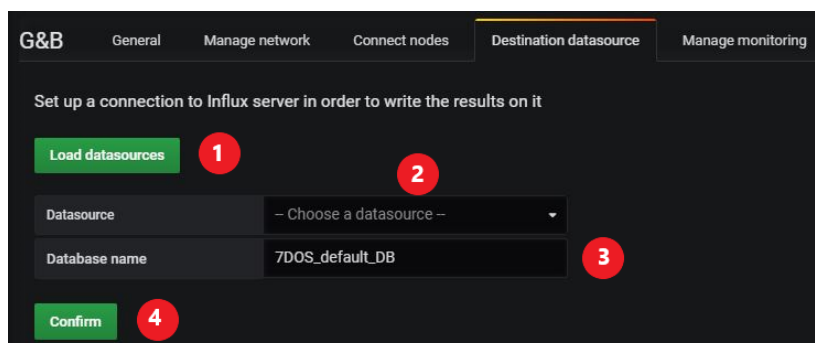 G&B General Manage network Connect nodes Destination datasource Manage monitoring
Set up a connection to Influx server in order to write the results on it
Load datasources 1
2
Datasource -- Choose a datasource --
Database name 7DOS_default_DB 3
Confirm 4